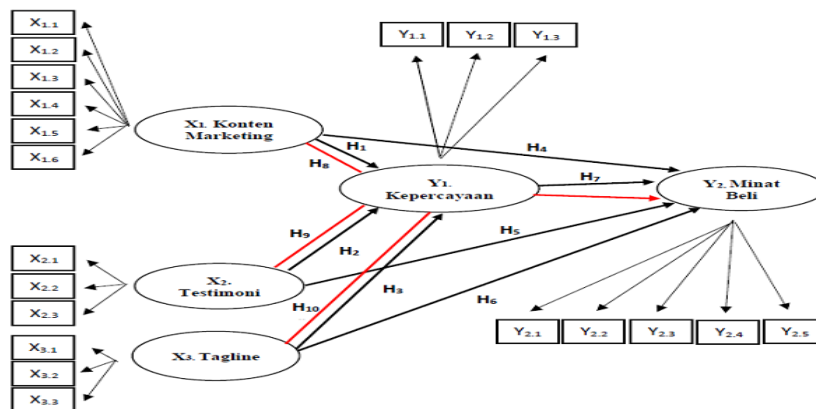 X1.1
X1.2
X1.3
X1.4
X1.5
X1.6
Y1.1
Y1.2
Y1.3
X1. Konten
Marketing
H1
H8
H4
Y1.
Kepercayaan
H7
Y2. Minat
Beli
H9
H2
H5
X2.1
X2.2
X2.3
X2.
Testimoni
H10
H3
H6
X3.1
X3.2
X3.3
X3. Tagline
Y2.1
Y2.2
Y2.3
Y2.4
Y2.5